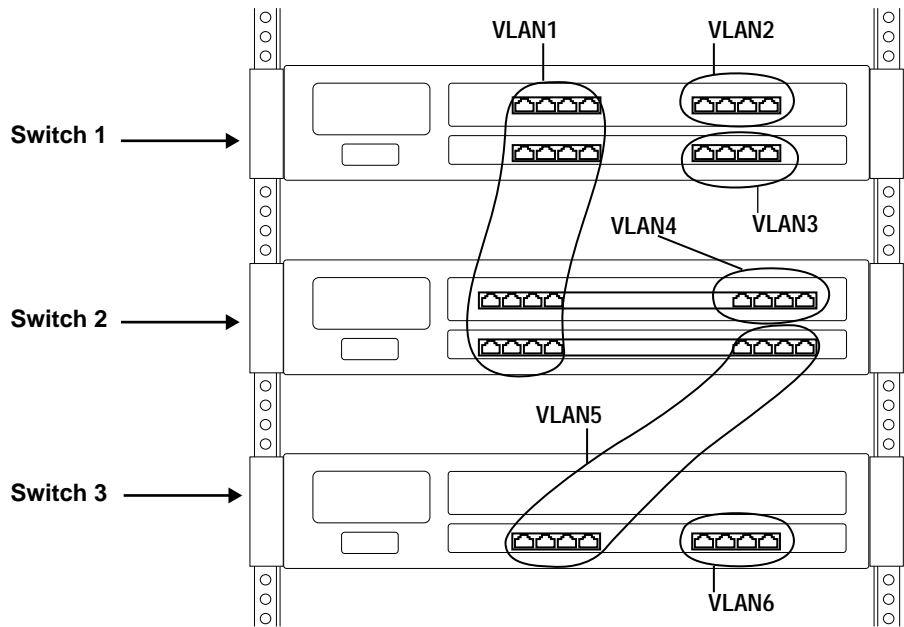 VLAN1
VLAN2
Switch 1
VLAN3
VLAN4
Switch 2
VLAN5
Switch 3
VLAN6